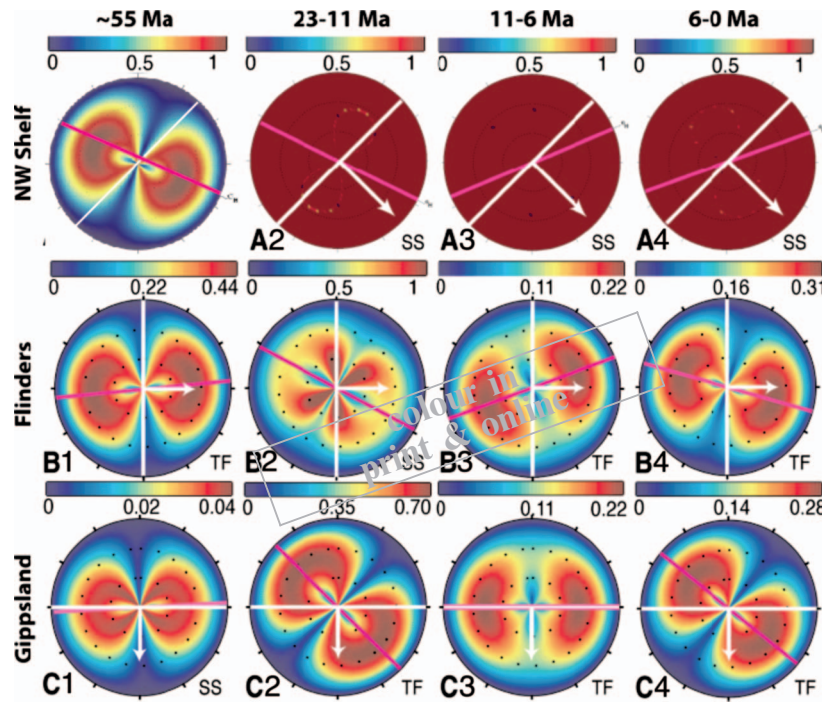 ~55 Ma 23-11 Ma 11-6 Ma 6-0 Ma
0 0.5 1 0 0.5 1 0 0.5 1 0 0.5 1
NW Shelf
A2 SS A3 SS A4 SS
0 0.22 0.44 0 0.5 1 0 0.11 0.22 0 0.16 0.31
Flinders
B1 TF B2 SS B3 TF B4 TF
colour in
print & online
0 0.02 0.04 0 0.35 0.70 0 0.11 0.22 0 0.14 0.28
Gippsland
C1 SS C2 TF C3 TF C4 TF